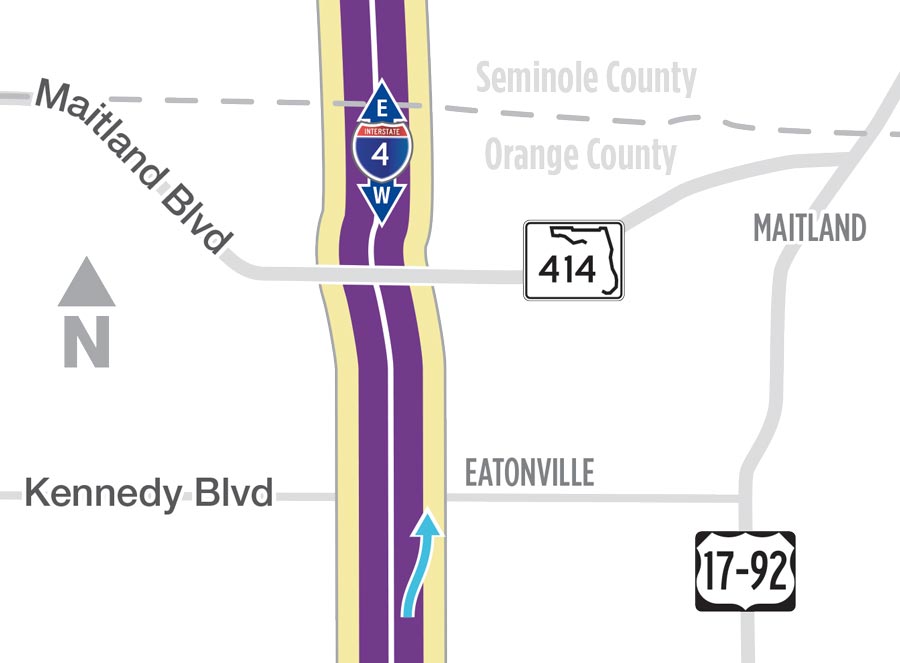 Seminole County
Maitland Blvd
E
INTERSTATE
4
W
Orange County
MAITLAND
414
N
EATONVILLE
Kennedy Blvd
17-92